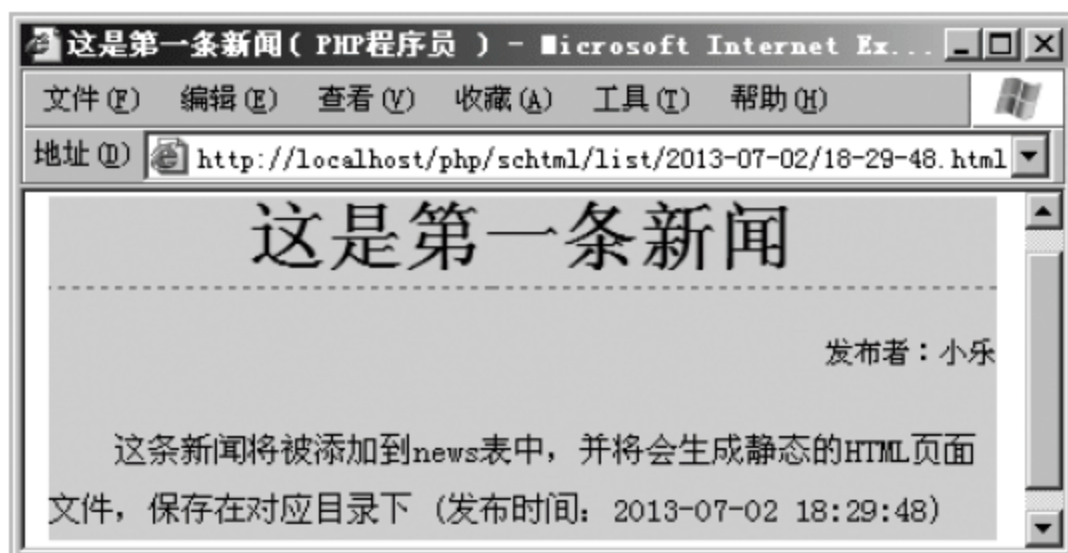 这是第一条新闻( PHP程序员 ) - Microsoft Internet Ex...
文件(F) 编辑(E) 查看(V) 收藏(A) 工具(T) 帮助(H)
地址(D) http://localhost/php/schtml/list/2013-07-02/18-29-48.html
这是第一条新闻
发布者：小乐
这条新闻将被添加到news表中，并将会生成静态的HTML页面
文件，保存在对应目录下（发布时间：2013-07-02 18:29:48）